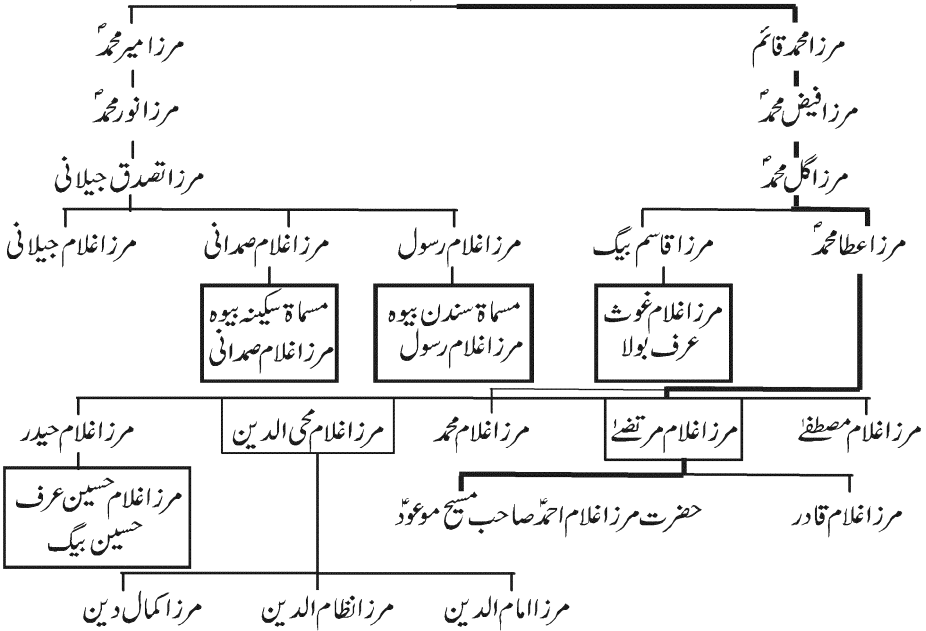 مرزا محمد قائم
مرزا میر محمدؐ
مرزا فیض محمدؐ
مرزا نور محمدؐ
مرزا گل محمدؐ
مرزا تصدق جیلانی
مرزا عطا محمدؐ
مرزا قاسم بیگ
مرزا غلام رسول
مرزا غلام صمدانی
مرزا غلام جیلانی
مرزا غلام غوث
عرف بولا
مسماة سندن بیوہ
مرزا غلام رسول
مسماة سکینہ بیوہ
مرزا غلام صمدانی
مرزا غلام مصطفےٰ
مرزا غلام مرتضےٰ
مرزا غلام محمد
مرزا غلام محی الدین
مرزا غلام حیدر
مرزا غلام قادر
حضرت مرزا غلام احمدؑ صاحب مسیح موعودؑ
مرزا غلام حسین عرف
حسین بیگ
مرزا امام الدین
مرزا نظام الدین
مرزا کمال دین